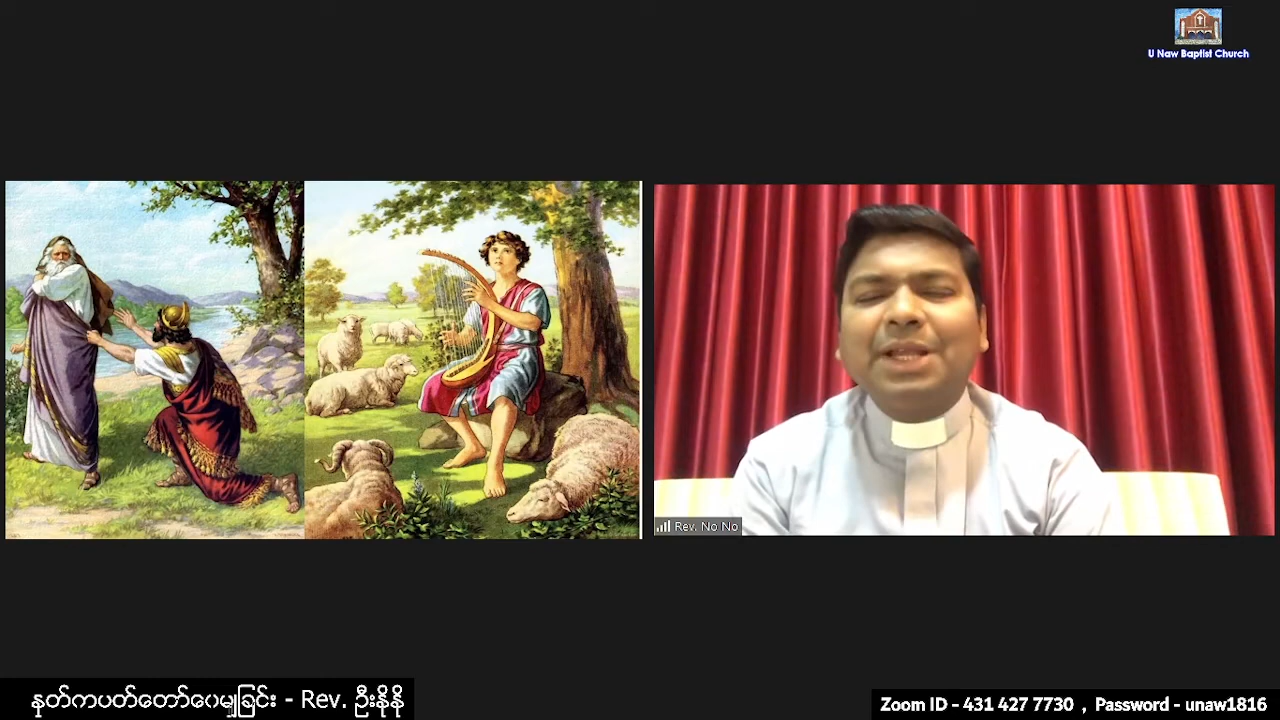 U Naw Baptist Church
Rev. No No
နှုတ်ကပတ်တော်ဝေမျှခြင်း - Rev. ဦးနိုနို
Zoom ID - 431 427 7730 , Password - unaw1816